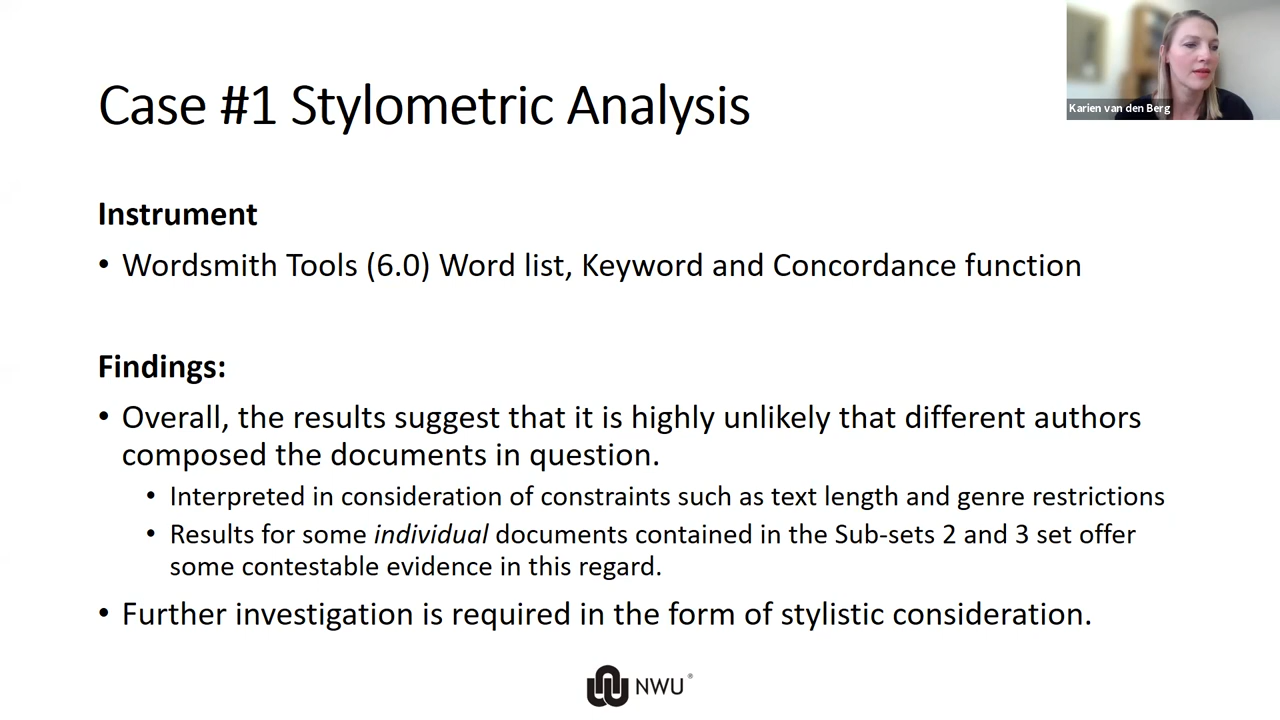 Case #1 Stylometric Analysis
Karien van den Berg
Instrument
• Wordsmith Tools (6.0) Word list, Keyword and Concordance function
Findings:
• Overall, the results suggest that it is highly unlikely that different authors
composed the documents in question.
• Interpreted in consideration of constraints such as text length and genre restrictions
• Results for some individual documents contained in the Sub-sets 2 and 3 set offer
some contestable evidence in this regard.
• Further investigation is required in the form of stylistic consideration.
NWU®